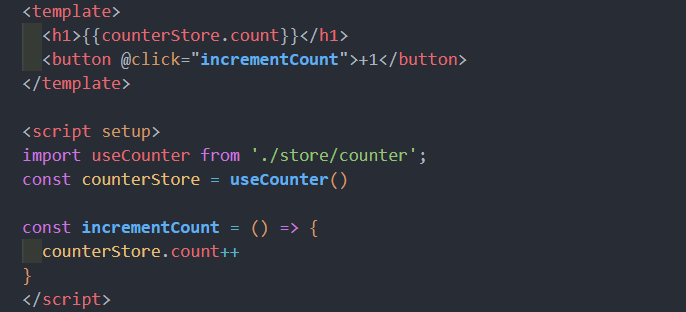 <template>
  <h1>{{counterStore.count}}</h1>
  <button @click="incrementCount">+1</button>
</template>

<script setup>
import useCounter from './store/counter';
const counterStore = useCounter()

const incrementCount = () => {
  counterStore.count++
}
</script>